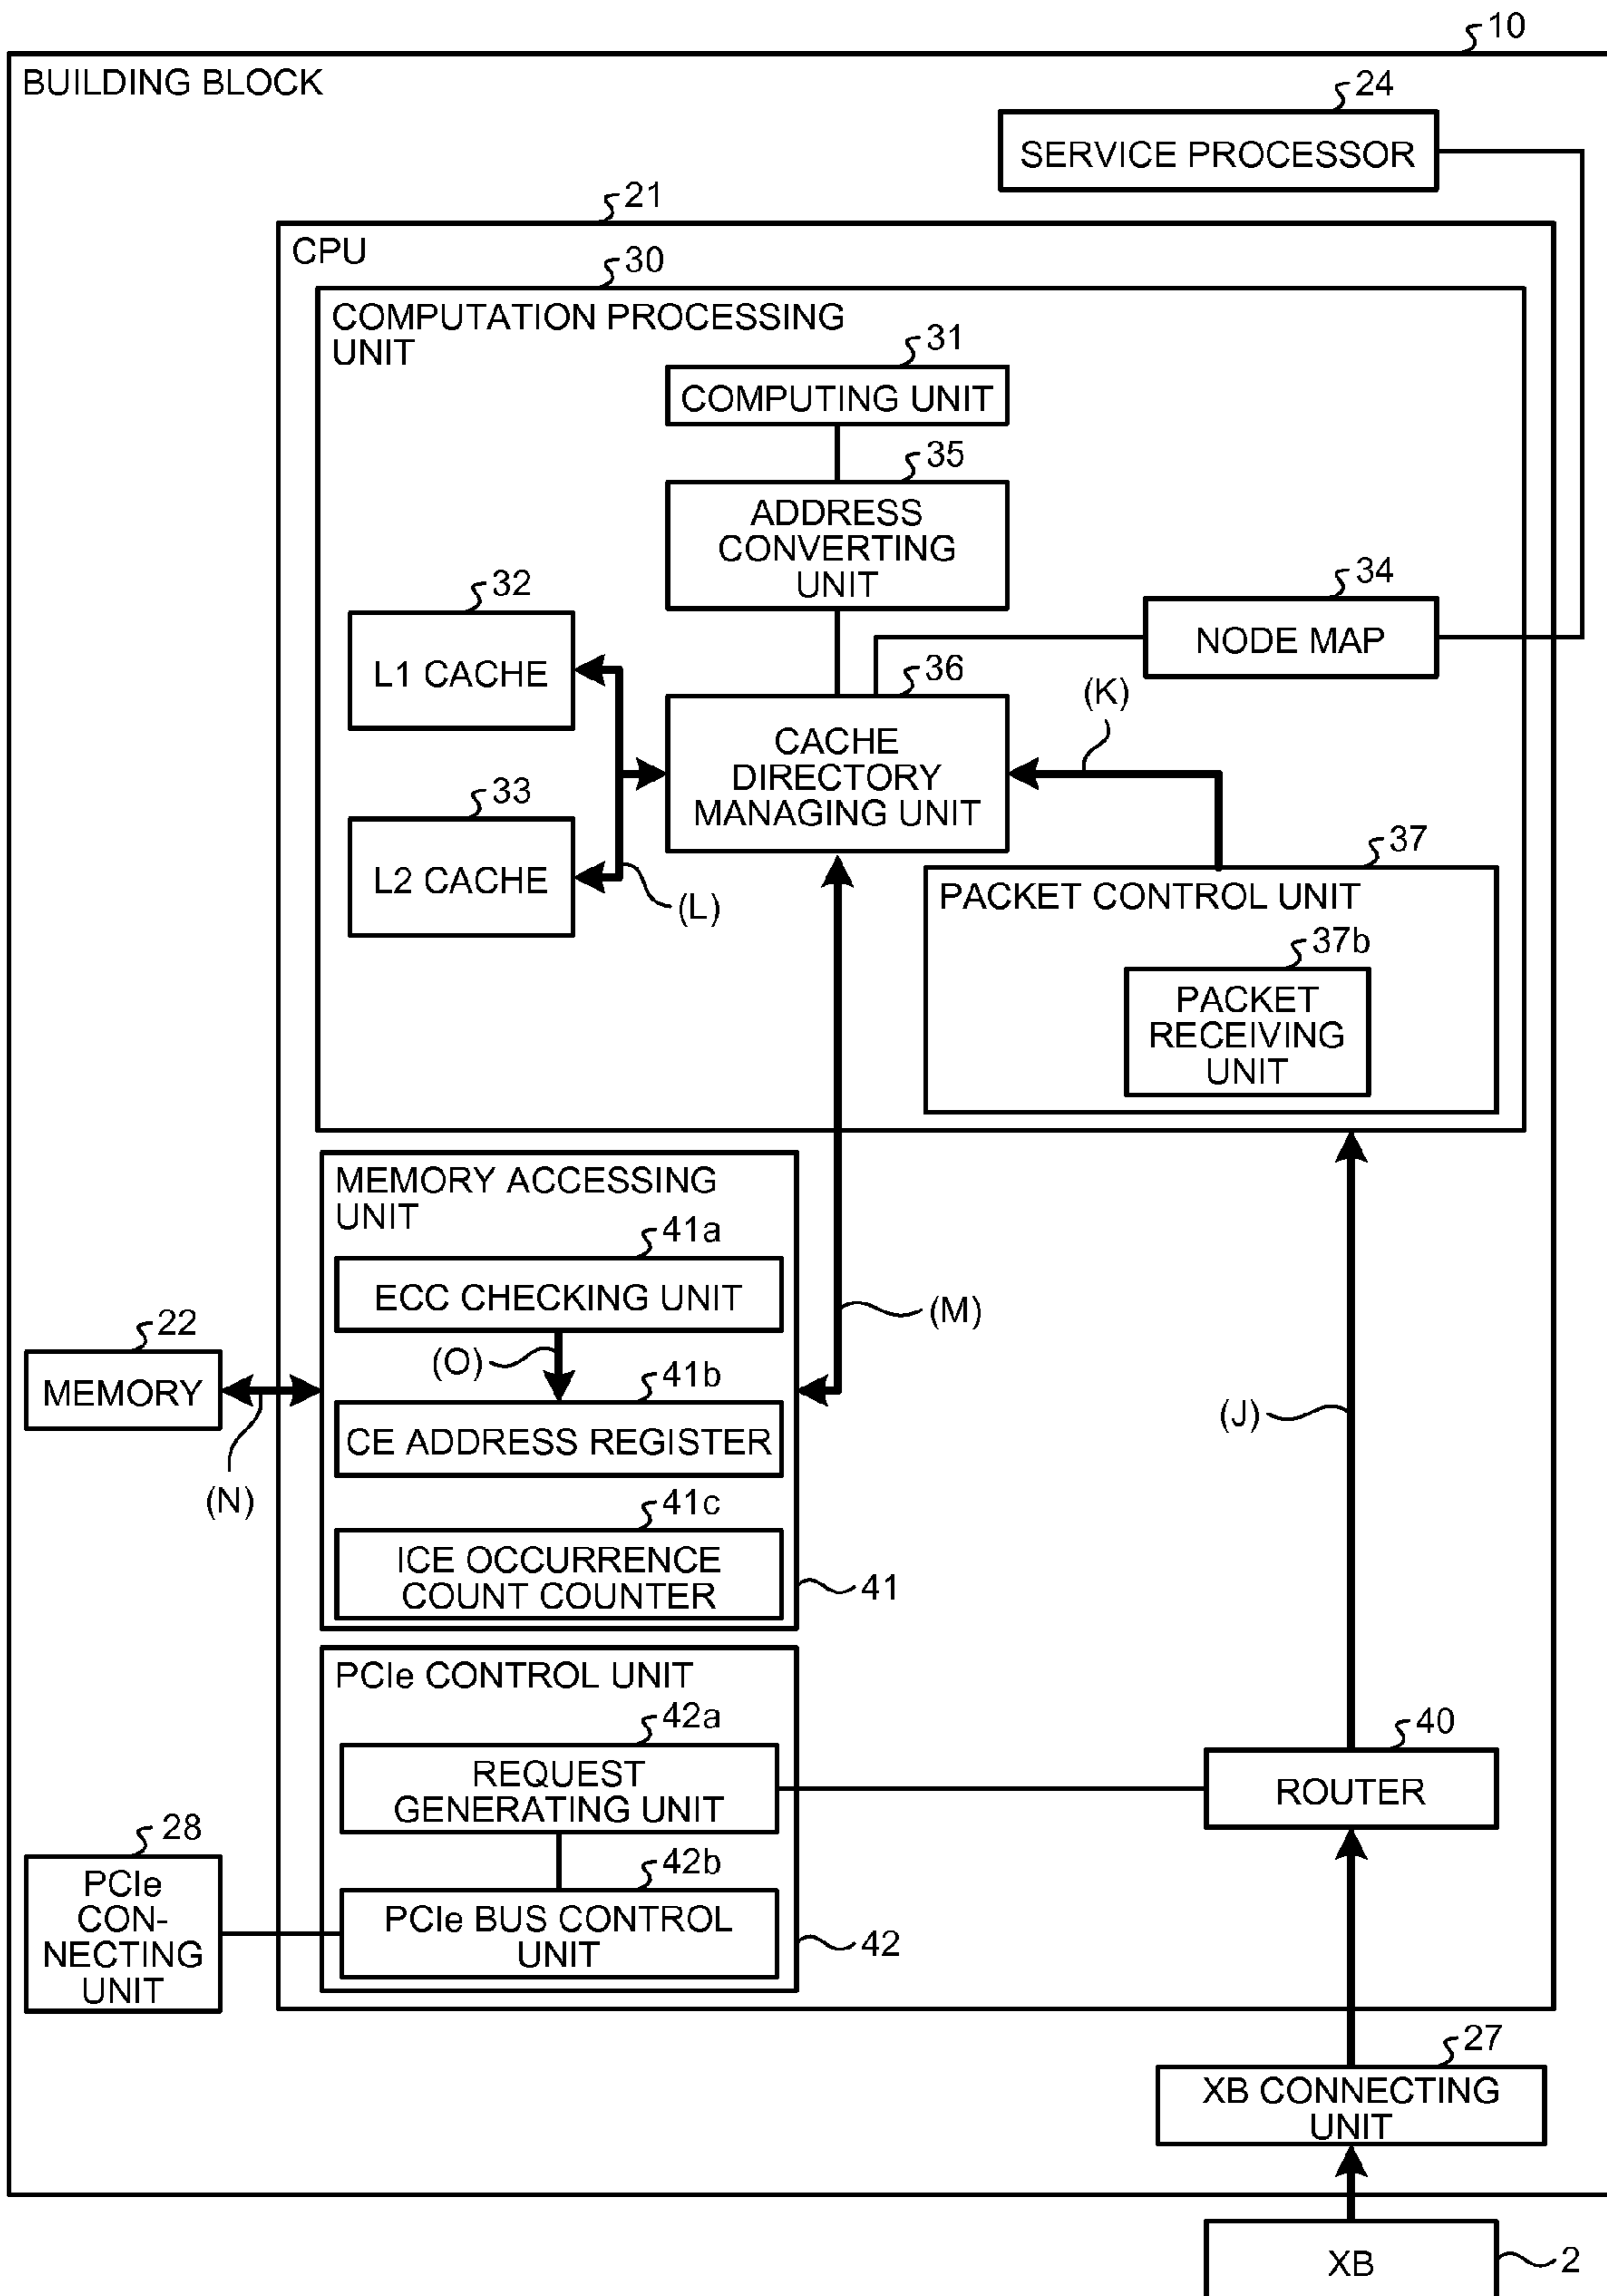 10
BUILDING BLOCK
24
SERVICE PROCESSOR
21
CPU
30
COMPUTATION PROCESSING
UNIT
31
COMPUTING UNIT
35
ADDRESS
CONVERTING
UNIT
32
L1 CACHE
34
NODE MAP
36
(K)
CACHE
DIRECTORY
MANAGING UNIT
33
L2 CACHE
(L)
37
PACKET CONTROL UNIT
37b
PACKET
RECEIVING
UNIT
MEMORY ACCESSING
UNIT
41a
ECC CHECKING UNIT
(M)
22
MEMORY
(O)
41b
CE ADDRESS REGISTER
(J)
(N)
41c
ICE OCCURRENCE
COUNT COUNTER
41
PCIe CONTROL UNIT
42a
REQUEST
GENERATING UNIT
40
ROUTER
28
PCIe
CON-
NECTING
UNIT
42b
PCIe BUS CONTROL
UNIT
42
27
XB CONNECTING
UNIT
XB
2